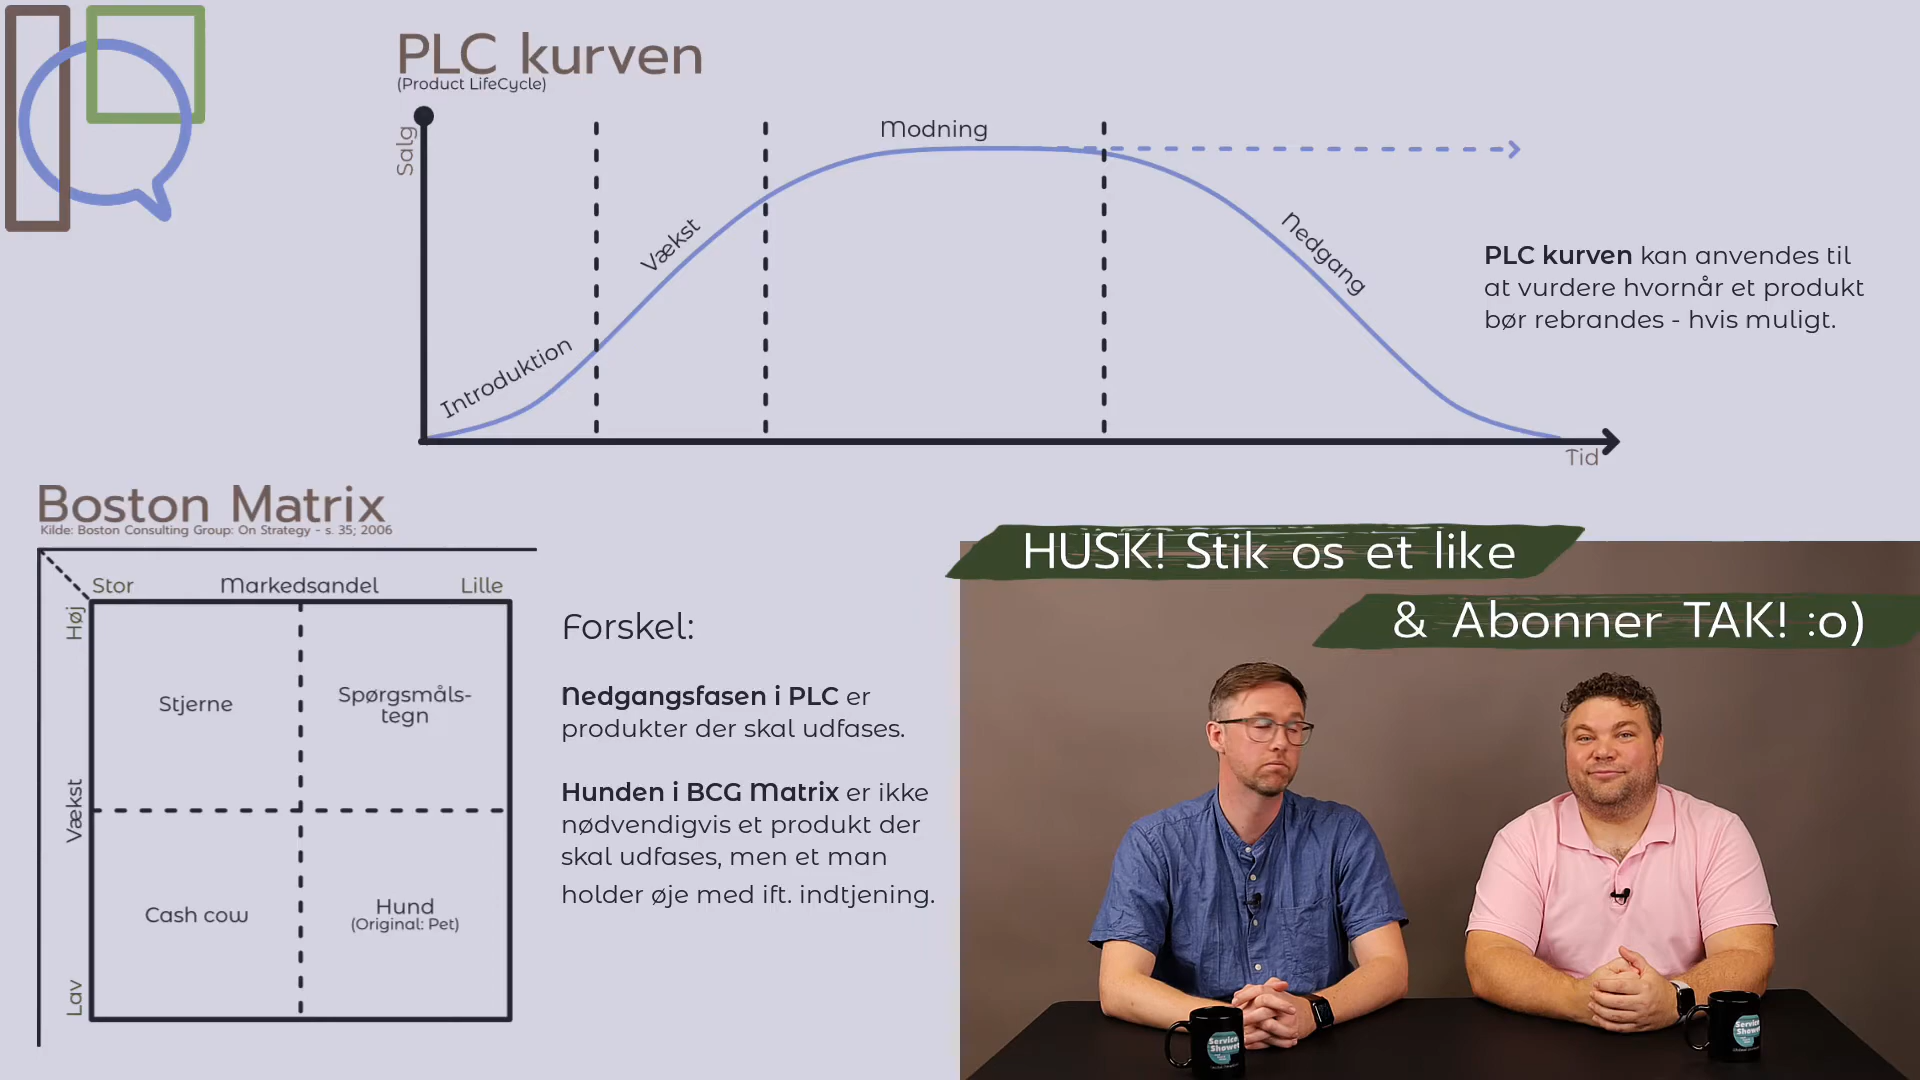 PLC kurven
(Product LifeCycle)
Salg
Introduktion
Vækst
Modning
Nedgang
Tid
PLC kurven kan anvendes til
at vurdere hvornår et produkt
bør rebrandes - hvis muligt.
Boston Matrix
Kilde: Boston Consulting Group: On Strategy - s. 35; 2006
Stor Markedsandel Lille
Høj
Vækst
Lav
Stjerne
Spørgsmåls-
tegn
Cash cow
Hund
(Original: Pet)
Forskel:
Nedgangsfasen i PLC er
produkter der skal udfases.
Hunden i BCG Matrix er ikke
nødvendigvis et produkt der
skal udfases, men et man
holder øje med ift. indtjening.
HUSK! Stik os et like
& Abonner TAK! :o)
Service
Showet
Service
Showet